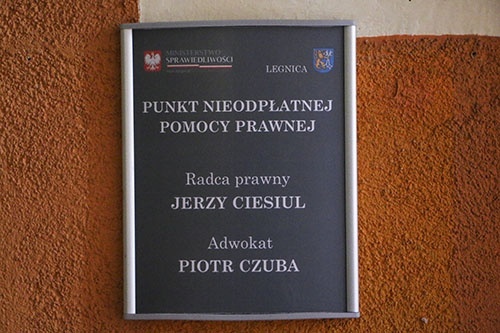 MINISTERSTWO
SPRAWIEDLIWOŚCI
LEGNICA
PUNKT NIEODPŁATNEJ
POMOCY PRAWNEJ
Radca prawny
JERZY CIESIUL
Adwokat
PIOTR CZUBA